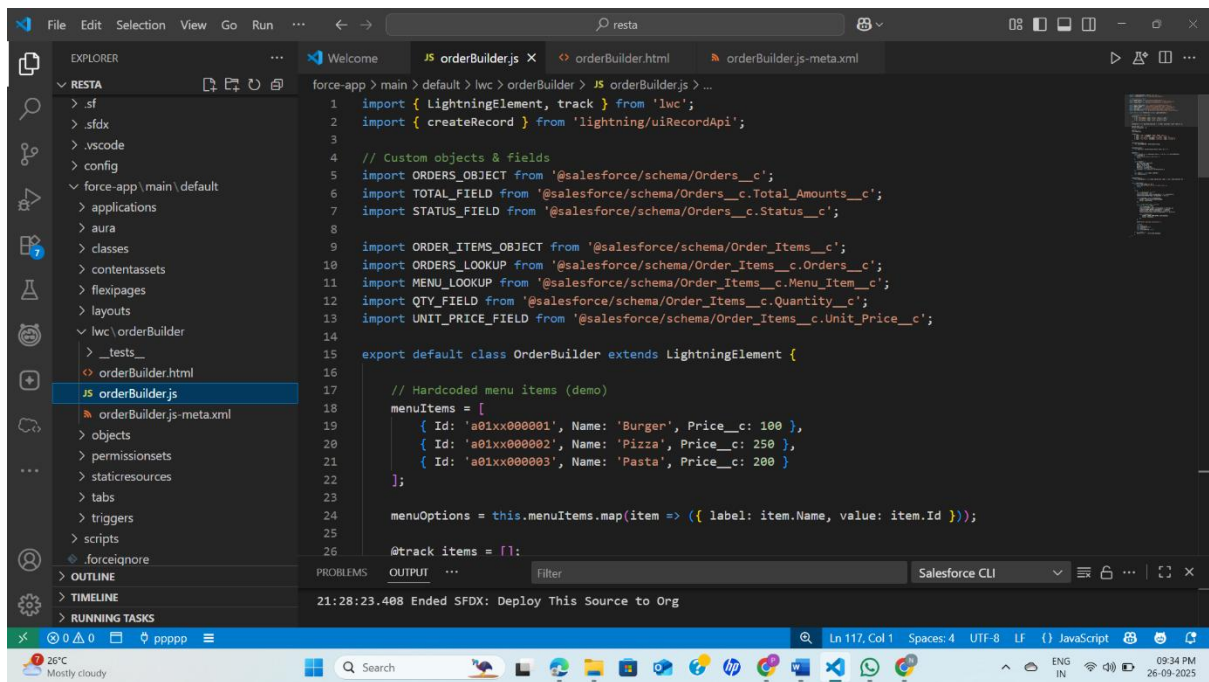 File Edit Selection View Go Run ··· resta
EXPLORER ···
RESTA
.sf
.sfdx
.vscode
config
force-app\main\default
applications
aura
classes
contentassets
flexipages
layouts
lwc\orderBuilder
__tests__
orderBuilder.html
JS orderBuilder.js
orderBuilder.js-meta.xml
objects
permissionsets
staticresources
tabs
triggers
scripts
.forceignore
OUTLINE
TIMELINE
RUNNING TASKS
7
Welcome JS orderBuilder.js orderBuilder.html orderBuilder.js-meta.xml
force-app > main > default > lwc > orderBuilder > JS orderBuilder.js > ...
1 import { LightningElement, track } from 'lwc';
2 import { createRecord } from 'lightning/uiRecordApi';
3
4 // Custom objects & fields
5 import ORDERS_OBJECT from '@salesforce/schema/Orders__c';
6 import TOTAL_FIELD from '@salesforce/schema/Orders__c.Total_Amounts__c';
7 import STATUS_FIELD from '@salesforce/schema/Orders__c.Status__c';
8
9 import ORDER_ITEMS_OBJECT from '@salesforce/schema/Order_Items__c';
10 import ORDERS_LOOKUP from '@salesforce/schema/Order_Items__c.Orders__c';
11 import MENU_LOOKUP from '@salesforce/schema/Order_Items__c.Menu_Item__c';
12 import QTY_FIELD from '@salesforce/schema/Order_Items__c.Quantity__c';
13 import UNIT_PRICE_FIELD from '@salesforce/schema/Order_Items__c.Unit_Price__c';
14
15 export default class OrderBuilder extends LightningElement {
16
17 // Hardcoded menu items (demo)
18 menuItems = [
19 { Id: 'a01xx000001', Name: 'Burger', Price__c: 100 },
20 { Id: 'a01xx000002', Name: 'Pizza', Price__c: 250 },
21 { Id: 'a01xx000003', Name: 'Pasta', Price__c: 200 }
22 ];
23
24 menuOptions = this.menuItems.map(item => ({ label: item.Name, value: item.Id }));
25
26 @track items = [];
PROBLEMS OUTPUT ··· Filter Salesforce CLI
21:28:23.408 Ended SFDX: Deploy This Source to Org
0 0 ppppp Ln 117, Col 1 Spaces: 4 UTF-8 LF {} JavaScript
7 26°C
Mostly cloudy
Search
ENG
IN
09:34 PM
26-09-2025